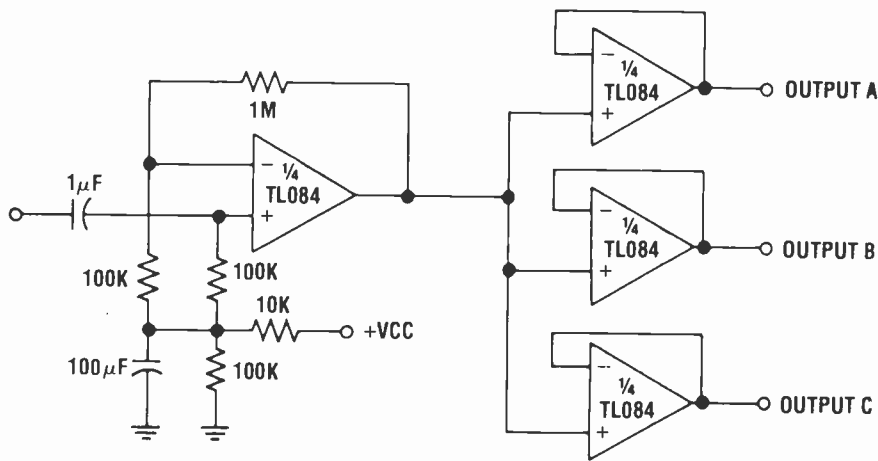 ¼
TL084
OUTPUT A
1M
¼
TL084
1µF
¼
TL084
OUTPUT B
100K
100K
10K
+VCC
100µF
100K
¼
TL084
OUTPUT C